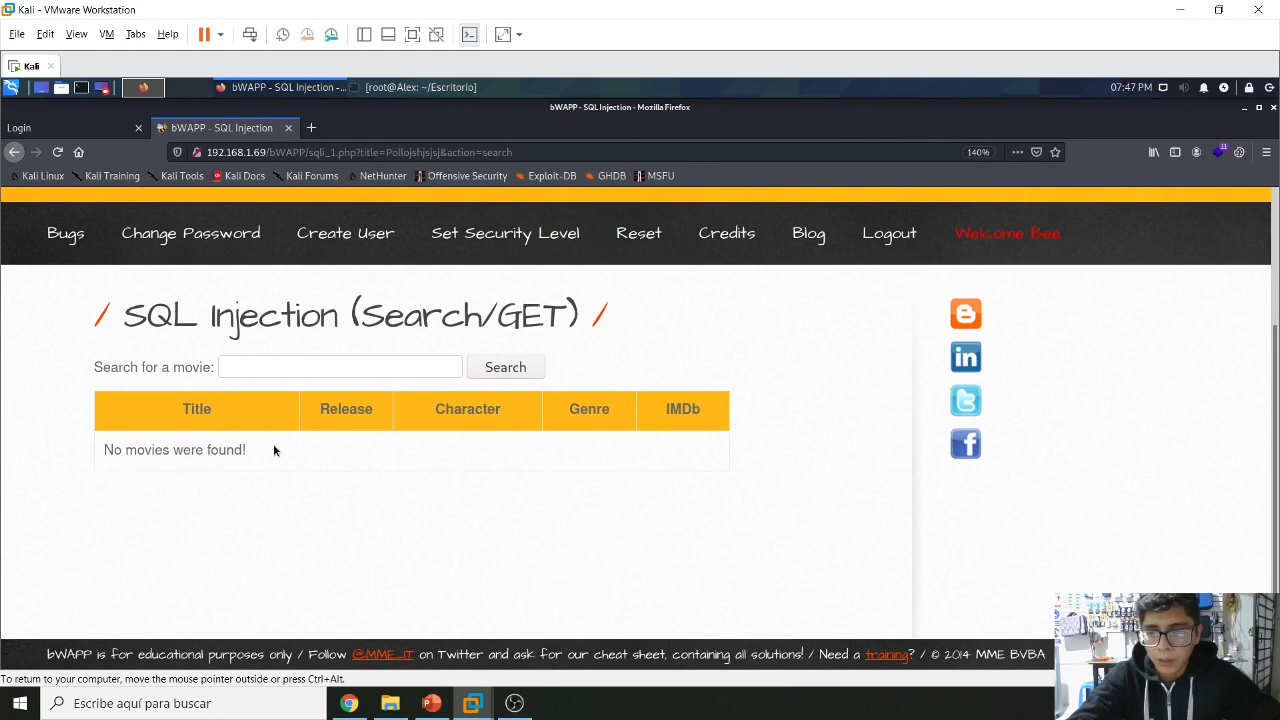 Kali - VMware Workstation
File Edit View VM Tabs Help
Kali
bWAPP - SQL Injection -... [root@Alex: ~/Escritorio] 07:47 PM
bWAPP - SQL Injection - Mozilla Firefox
Login bWAPP - SQL Injection
192.168.1.69/bWAPP/sqli_1.php?title=Pollojshjsjsj&action=search 140% 11
Kali Linux Kali Training Kali Tools Kali Docs Kali Forums NetHunter Offensive Security Exploit-DB GHDB MSFU
Bugs Change Password Create User Set Security Level Reset Credits Blog Logout Welcome Bee
/ SQL Injection (Search/GET) /
Search for a movie: Search
Title Release Character Genre IMDb
No movies were found!
bWAPP is for educational purposes only / Follow @MME_IT on Twitter and ask for our cheat sheet, containing all solutions! / Need a training? / © 2014 MME BVBA
To return to your computer, move the mouse pointer outside or press Ctrl+Alt.
Escribe aquí para buscar